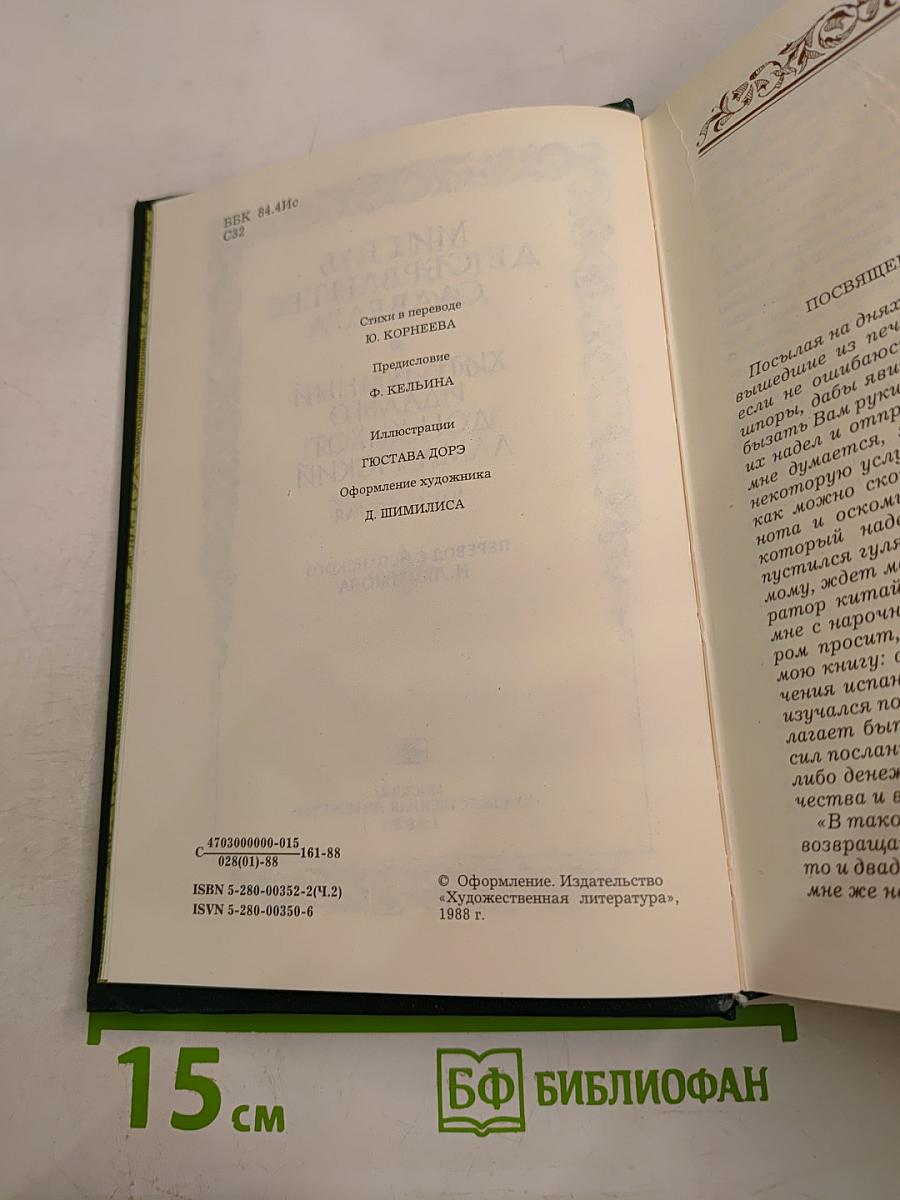 ББК 84.4Ис
С32
Стихи в переводе
Ю. КОРНЕЕВА
Предисловие
Ф. КЕЛЬИНА
Иллюстрации
ГЮСТАВА ДОРЭ
Оформление художника
Д. ШИМИЛИСА
С 4703000000-015 161-88
028(01)-88
ISBN 5-280-00352-2(Ч.2)
ISVN 5-280-00350-6
© Оформление. Издательство
«Художественная литература»,
1988 г.
ПОСВЯЩЕ
Посылая на днях
вышедшие из печ
если не ошибаюс
шпоры, дабы яви
бызать Вам руки
их надел и отпр
мне думается,
некоторую услу
как можно ско
нота и оском
который наде
пустился гуля
мому, ждет м
ратор китай
мне с нарочн
ром просит,
мою книгу: с
чения испан
изучался по
лагает был
сил послан
либо денеж
чества и в
«В тако
возвраща
то и двад
мне же не
15 см
БФ БИБЛИОФАН